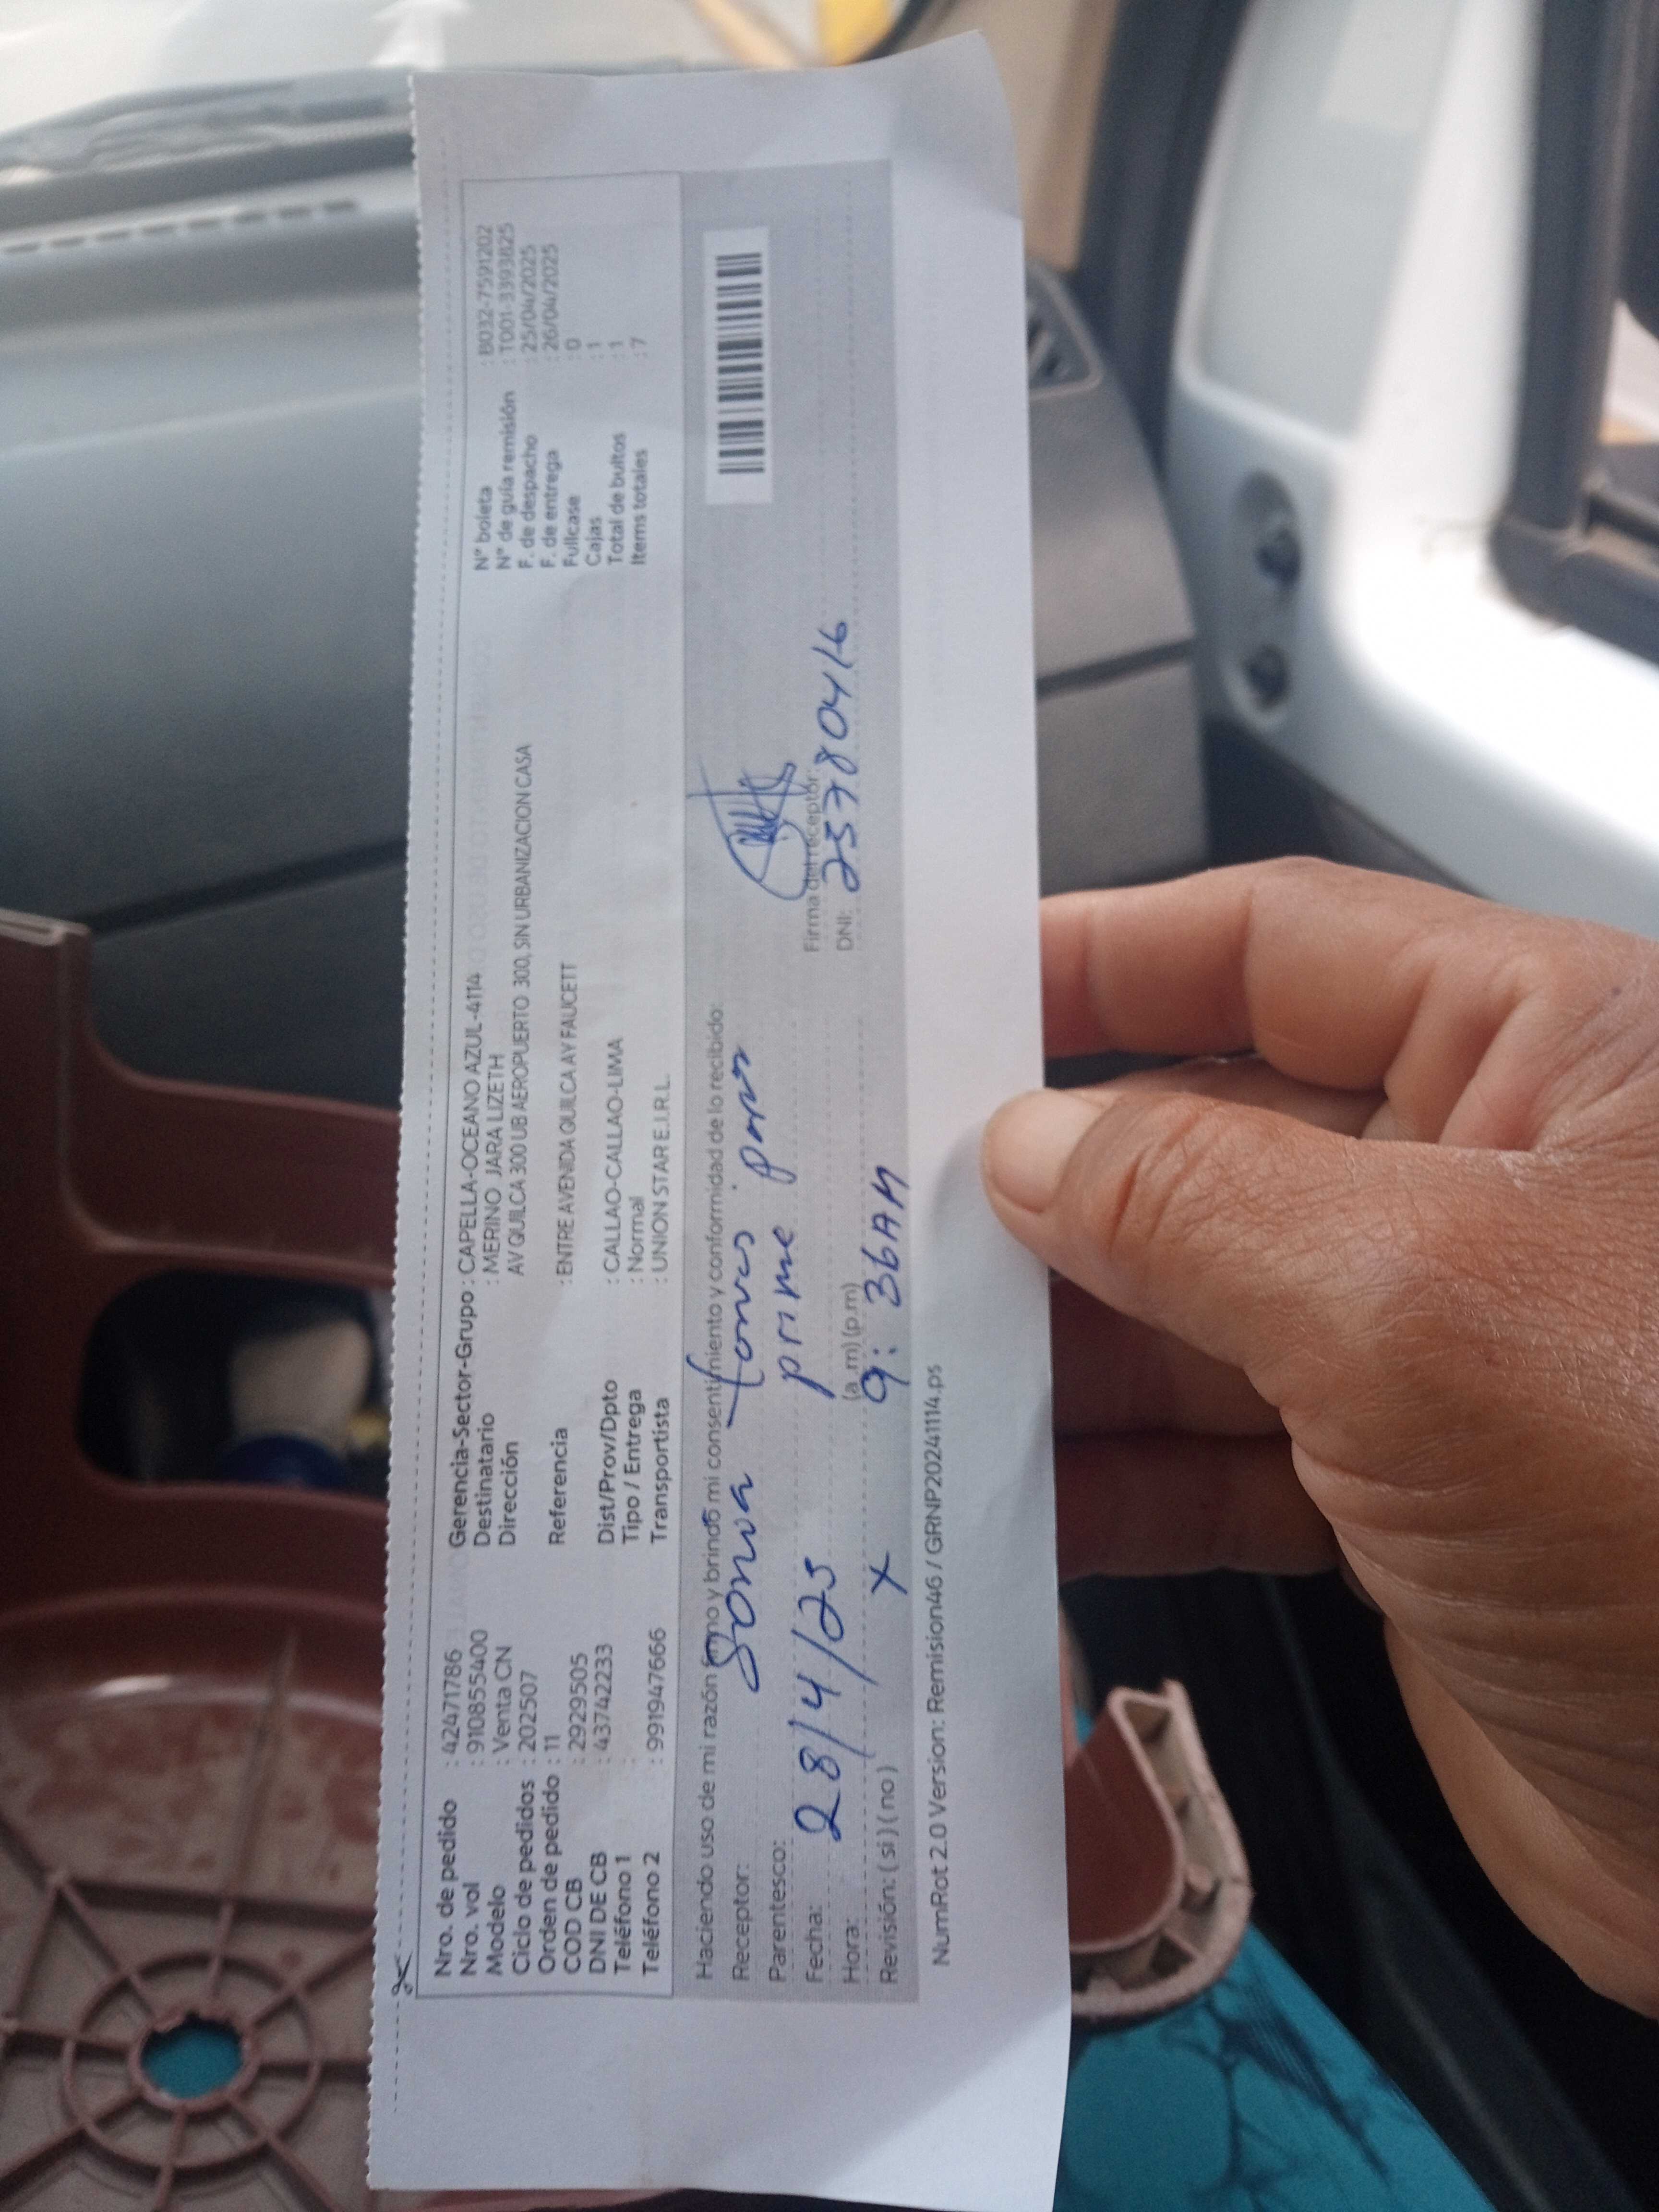 Nro. de pedido : 42471786
Nro. vol : 910855400
Modelo : Venta CN
Ciclo de pedidos : 202507
Orden de pedido : 11
COD CB : 2929505
DNI DE CB : 43742233
Teléfono 1 :
Teléfono 2 : 991947666
Gerencia-Sector-Grupo : CAPELLA-OCEANO AZUL-4114
Destinatario : MERINO JARA LIZETH
Dirección AV QUILCA 300 UB AEROPUERTO 300, SIN URBANIZACION CASA
Referencia : ENTRE AVENIDA QUILCA AV FAUCETT
Dist/Prov/Dpto : CALLAO-CALLAO-LIMA
Tipo / Entrega : Normal
Transportista : UNION STAR E.I.R.L.
N° boleta : B032-7591202
N° de guía remisión : T001-33931825
F. de despacho : 25/04/2025
F. de entrega : 26/04/2025
Fullcase : 0
Cajas : 1
Total de bultos : 1
Items totales : 7
Haciendo uso de mi razón firmo y brindo mi consentimiento y conformidad de lo recibido:
Receptor: Sonia
Parentesco:
Fecha: 28/4/25
Hora: (a.m) (p.m) 9:36AM
Revisión: ( si ) ( no ) X
Firma del receptor:
DNI: 25780416
NumRot 2.0 Version: Remision46 / GRNP20241114.ps